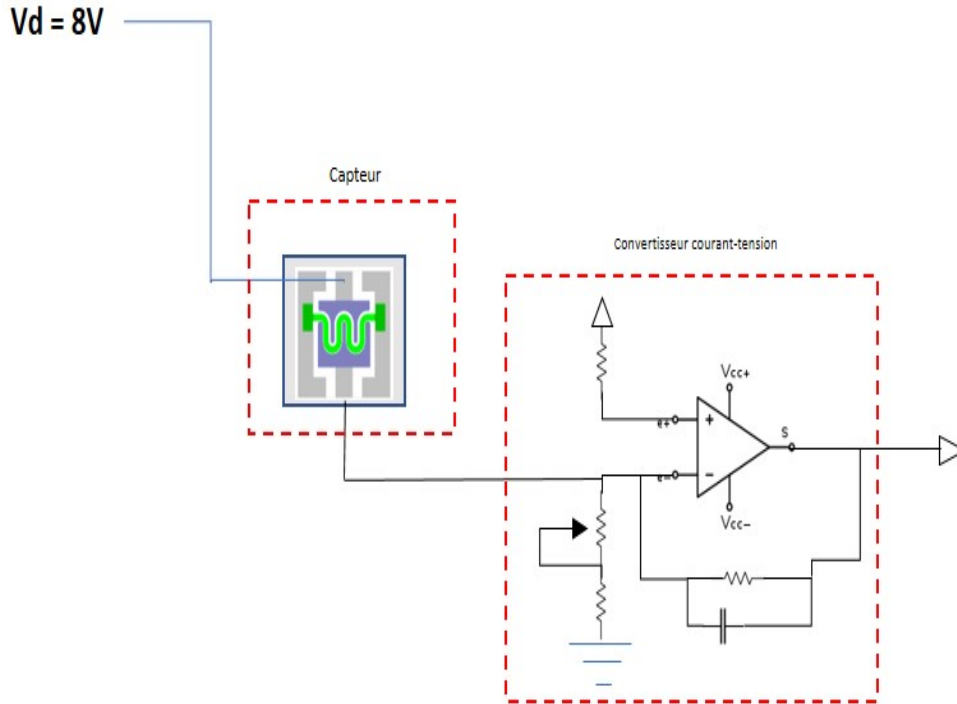 Vd = 8V
Capteur
Convertisseur courant-tension
Vcc+
e+
+
S
e-
−
Vcc−